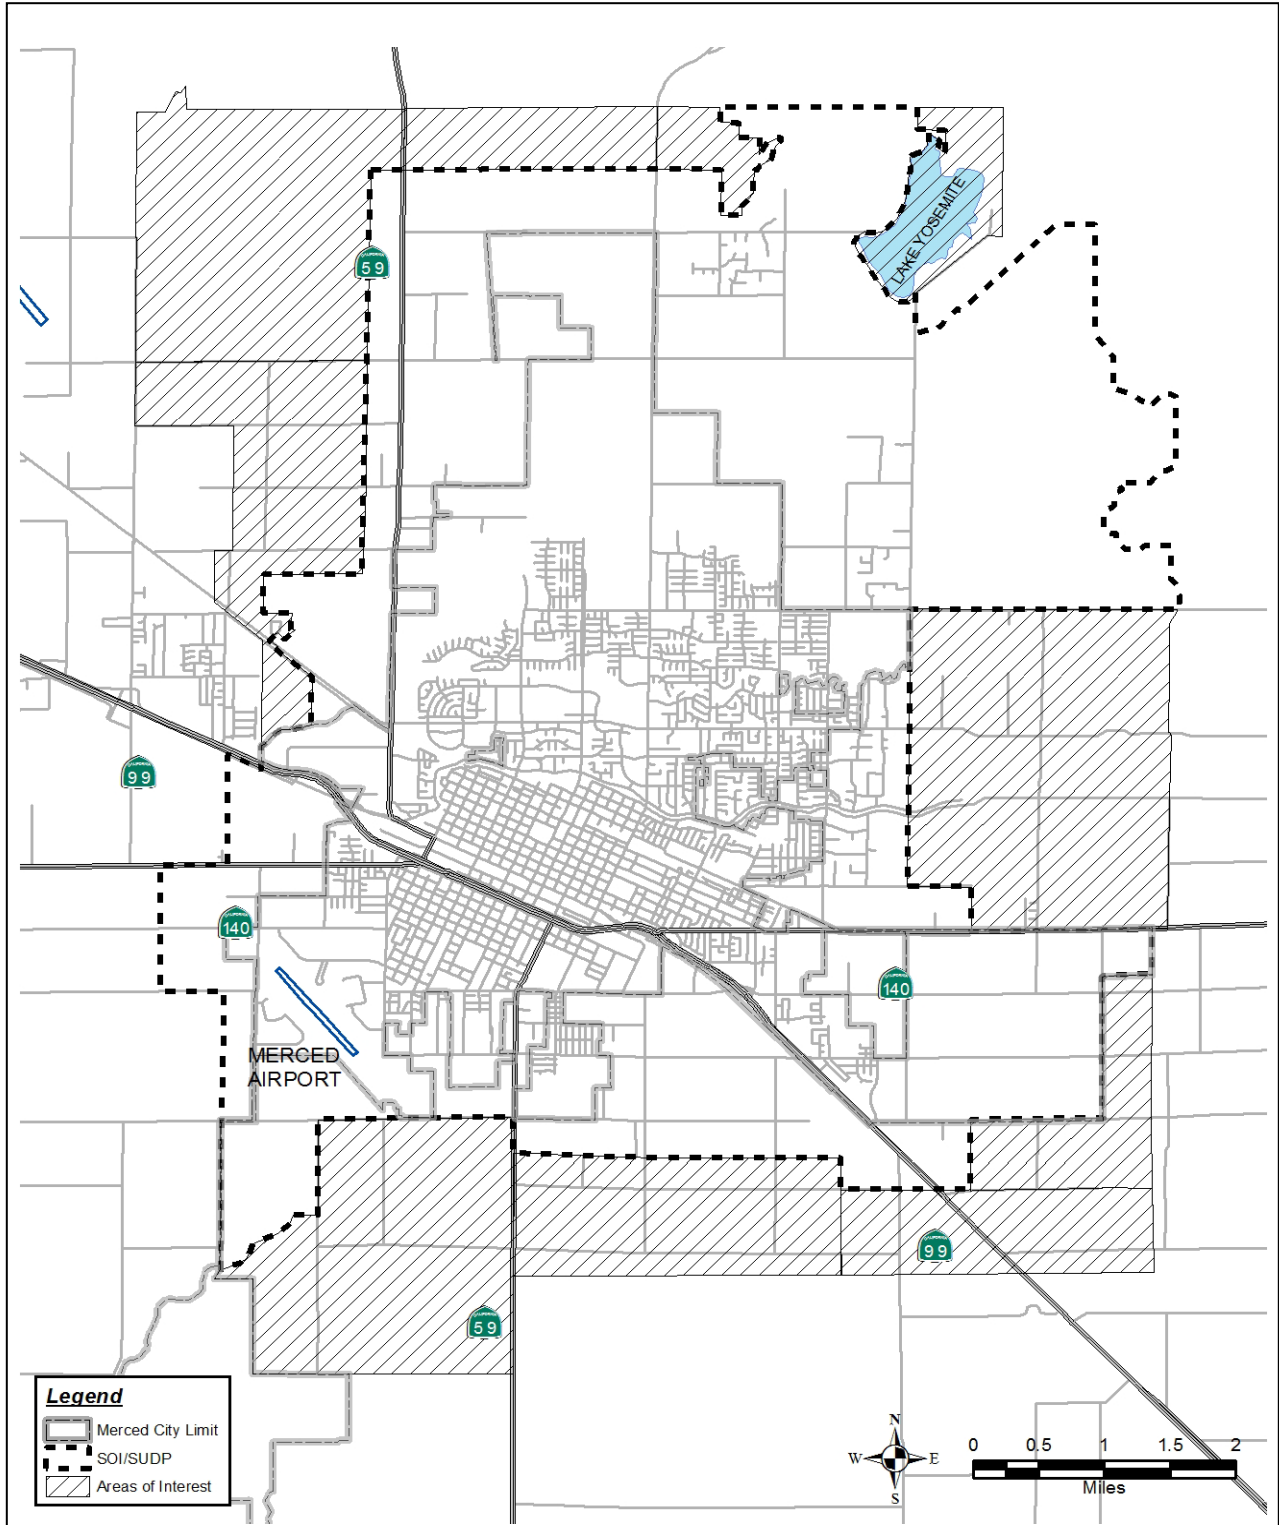 59
LAKE YOSEMITE
99
140
140
MERCED
AIRPORT
99
59
Legend
Merced City Limit
SOI/SUDP
Areas of Interest
N
W
E
S
0 0.5 1 1.5 2
Miles